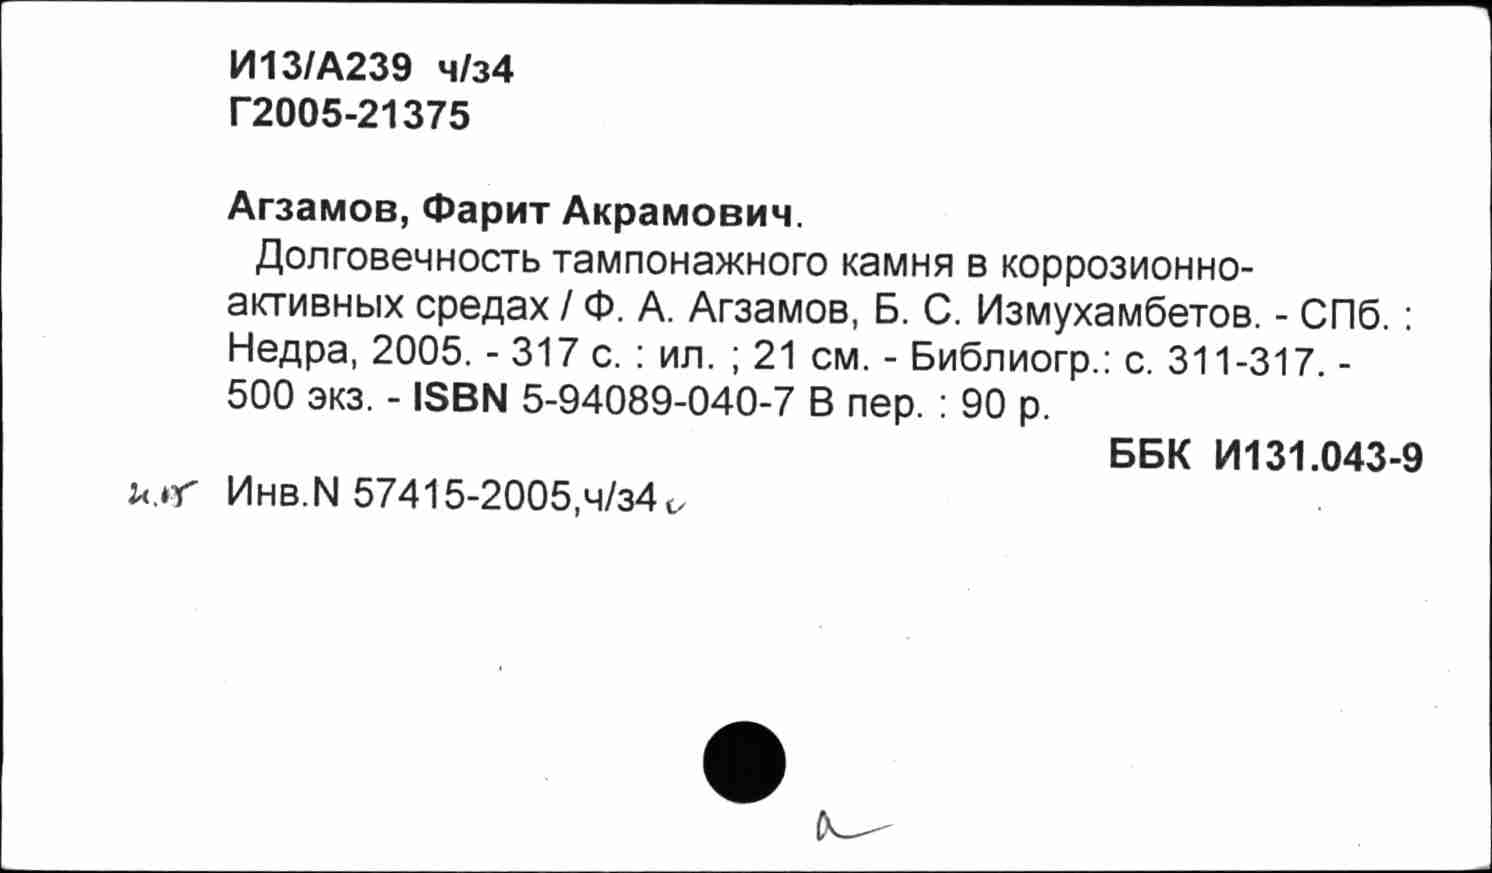 И13/А239 ч/з4
Г2005-21375
Агзамов, Фарит Акрамович.
Долговечность тампонажного камня в коррозионно-
активных средах / Ф. А. Агзамов, Б. С. Измухамбетов. - СПб. :
Недра, 2005. - 317 с. : ил. ; 21 см. - Библиогр.: с. 311-317. -
500 экз. - ISBN 5-94089-040-7 В пер. : 90 р.
ББК И131.043-9
Инв.N 57415-2005,ч/з4
а